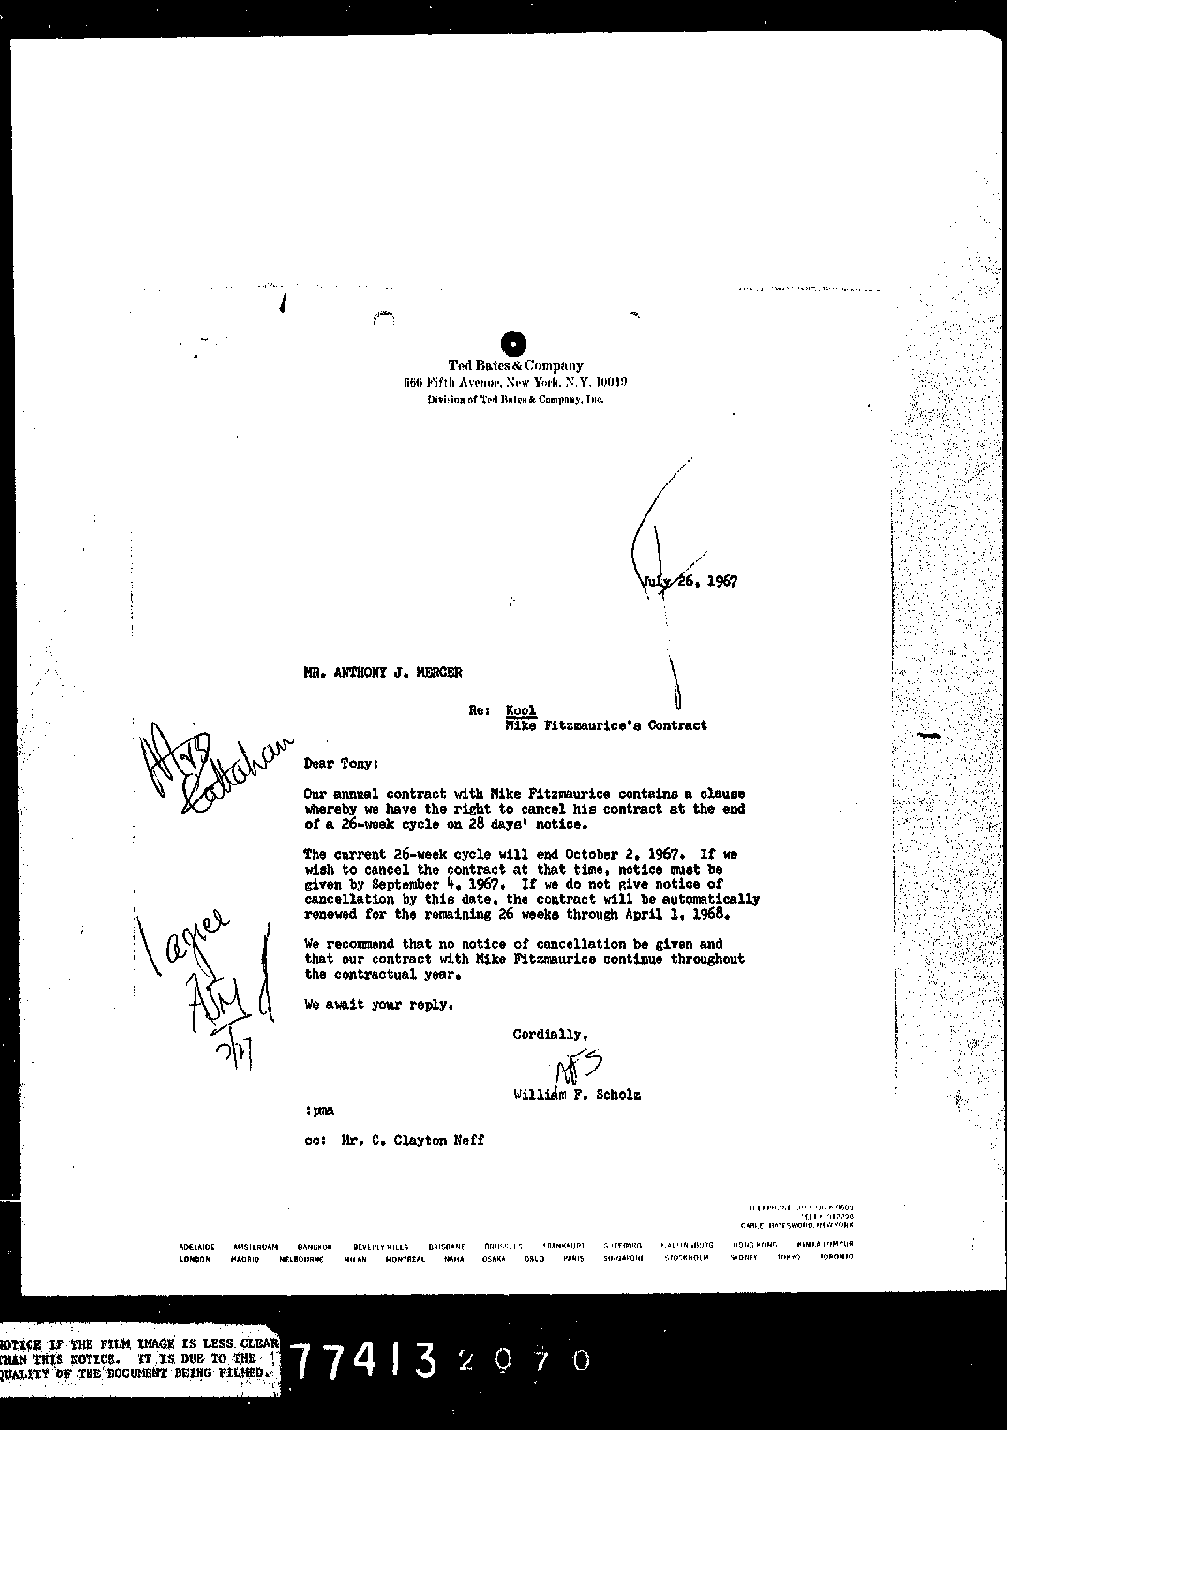 Ted Bates & Company
666 Fifth Avenue, New York, N.Y. 10019
Division of Ted Bates & Company, Inc.
July 26, 1967
MR. ANTHONY J. MERCER
Re: Kool
Mike Fitzmaurice's Contract
Callahan
Dear Tony:
Our annual contract with Mike Fitzmaurice contains a clause
whereby we have the right to cancel his contract at the end
of a 26-week cycle on 28 days' notice.
The current 26-week cycle will end October 2, 1967. If we
wish to cancel the contract at that time, notice must be
given by September 4, 1967. If we do not give notice of
cancellation by this date, the contract will be automatically
renewed for the remaining 26 weeks through April 1, 1968.
I agree
We recommend that no notice of cancellation be given and
that our contract with Mike Fitzmaurice continue throughout
the contractual year.
We await your reply.
Cordially,
William F. Scholz
:pma
cc: Mr. C. Clayton Neff
CABLE: BATESWORD, NEW YORK
ADELAIDE AMSTERDAM BANGKOK BEVERLY HILLS BRISBANE BRUSSELS FRANKFURT HONG KONG KUALA LUMPUR
LONDON MADRID MELBOURNE MILAN MONTREAL OSAKA OSLO PARIS SINGAPORE STOCKHOLM SYDNEY TOKYO TORONTO
NOTICE IF THE FILM IMAGE IS LESS CLEAR
THAN THIS NOTICE. IT IS DUE TO THE
QUALITY OF THE DOCUMENT BEING FILMED.
77413 2070